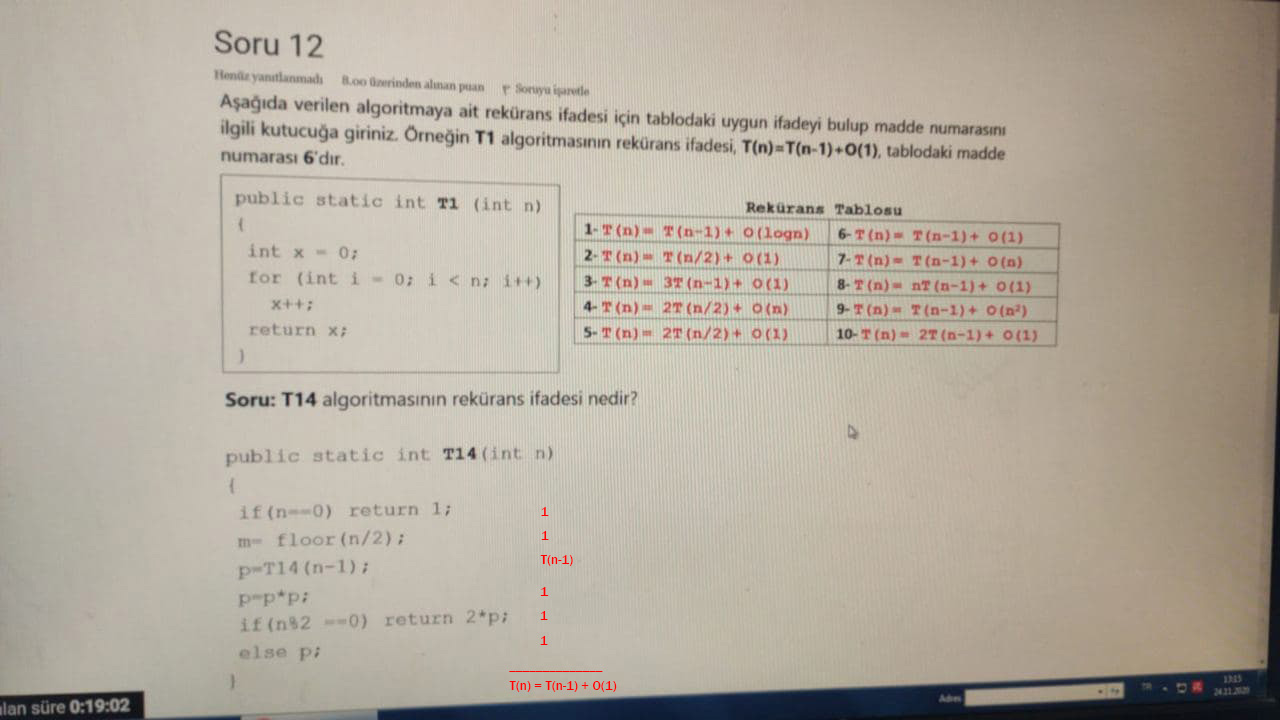 Soru 12
Henüz yanıtlanmadı 8.00 üzerinden alınan puan Soruyu işaretle
Aşağıda verilen algoritmaya ait rekürans ifadesi için tablodaki uygun ifadeyi bulup madde numarasını
ilgili kutucuğa giriniz. Örneğin T1 algoritmasının rekürans ifadesi, T(n)=T(n-1)+O(1), tablodaki madde
numarası 6'dır.
public static int T1 (int n)
{
int x = 0;
for (int i = 0; i < n; i++)
x++;
return x;
}
Rekürans Tablosu
1- T(n)= T(n-1)+ O(logn) 6- T(n)= T(n-1)+ O(1)
2- T(n)= T(n/2)+ O(1) 7- T(n)= T(n-1)+ O(n)
3- T(n)= 3T(n-1)+ O(1) 8- T(n)= nT(n-1)+ O(1)
4- T(n)= 2T(n/2)+ O(n) 9- T(n)= T(n-1)+ O(n²)
5- T(n)= 2T(n/2)+ O(1) 10- T(n)= 2T(n-1)+ O(1)
Soru: T14 algoritmasının rekürans ifadesi nedir?
public static int T14(int n)
{
if(n==0) return 1; 1
m= floor(n/2); 1
p=T14(n-1); T(n-1)
p=p*p; 1
if(n%2 ==0) return 2*p; 1
else p; 1
}
T(n) = T(n-1) + O(1)
alan süre 0:19:02
Adres
TR
13:15
24.11.2020